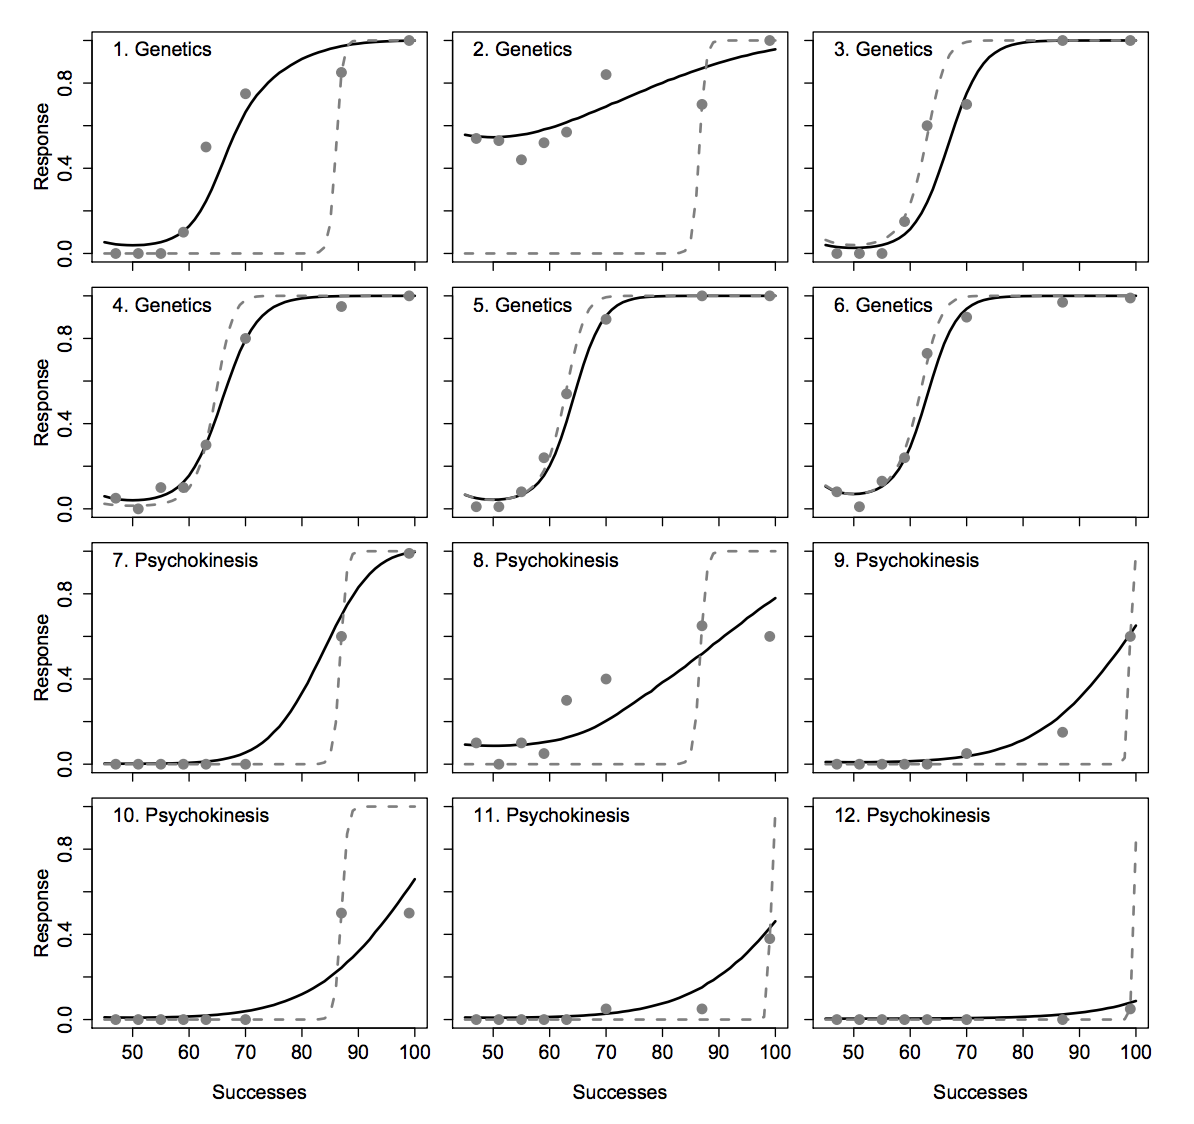 1. Genetics
2. Genetics
3. Genetics
Response
0.0 0.4 0.8
4. Genetics
5. Genetics
6. Genetics
Response
0.0 0.4 0.8
7. Psychokinesis
8. Psychokinesis
9. Psychokinesis
Response
0.0 0.4 0.8
10. Psychokinesis
11. Psychokinesis
12. Psychokinesis
Response
0.0 0.4 0.8
50 60 70 80 90 100
50 60 70 80 90 100
50 60 70 80 90 100
Successes
Successes
Successes